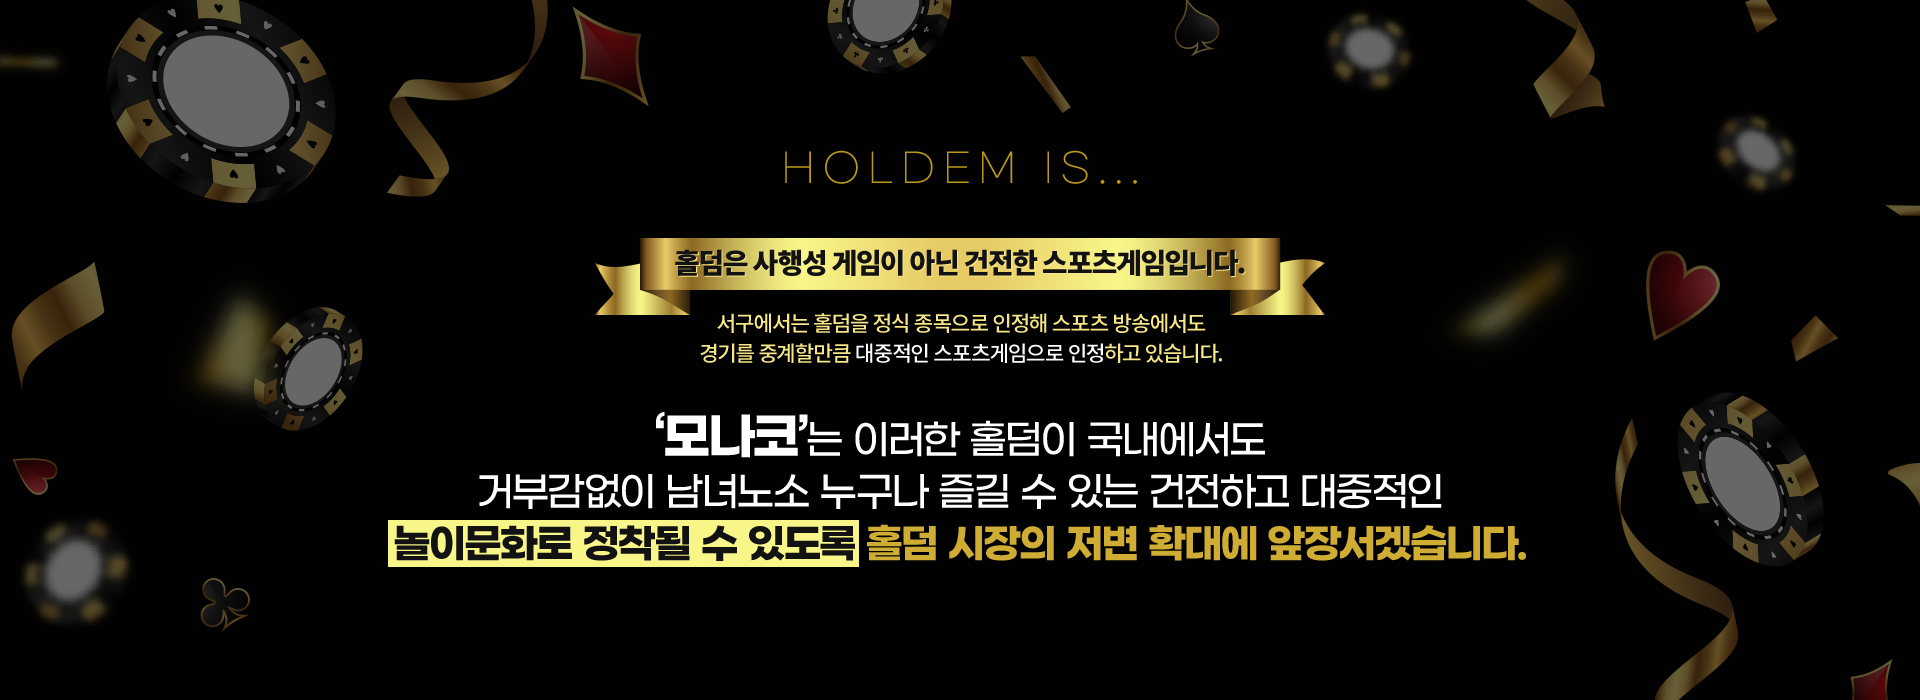 HOLDEM IS...
홀덤은 사행성 게임이 아닌 건전한 스포츠게임입니다.
서구에서는 홀덤을 정식 종목으로 인정해 스포츠 방송에서도
경기를 중계할만큼 대중적인 스포츠게임으로 인정하고 있습니다.
‘모나코’는 이러한 홀덤이 국내에서도
거부감없이 남녀노소 누구나 즐길 수 있는 건전하고 대중적인
놀이문화로 정착될 수 있도록 홀덤 시장의 저변 확대에 앞장서겠습니다.